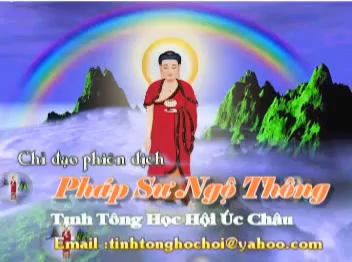 Chỉ đạo phiên dịch
Pháp Sư Ngộ Thông
Tịnh Tông Học Hội Úc Châu
Email :tinhtonghochoi@yahoo.com